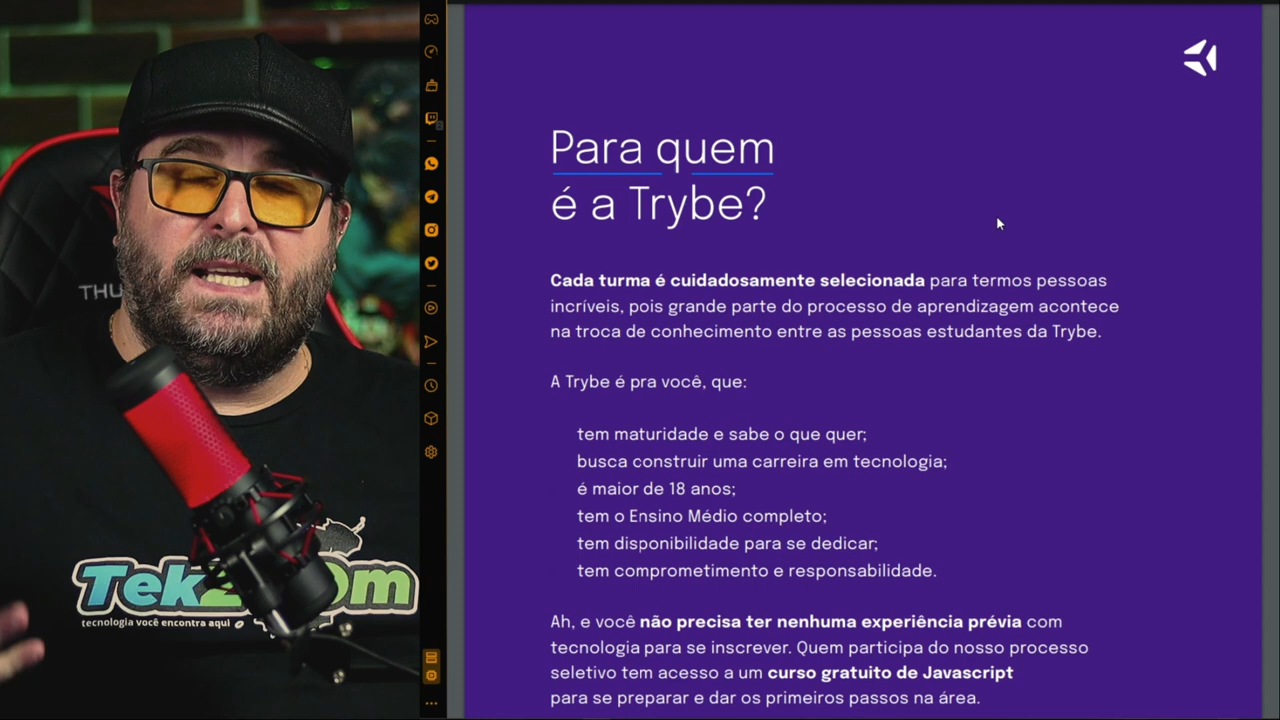 Para quem
é a Trybe?
Cada turma é cuidadosamente selecionada para termos pessoas
incríveis, pois grande parte do processo de aprendizagem acontece
na troca de conhecimento entre as pessoas estudantes da Trybe.
A Trybe é pra você, que:
tem maturidade e sabe o que quer;
busca construir uma carreira em tecnologia;
é maior de 18 anos;
tem o Ensino Médio completo;
tem disponibilidade para se dedicar;
tem comprometimento e responsabilidade.
Ah, e você não precisa ter nenhuma experiência prévia com
tecnologia para se inscrever. Quem participa do nosso processo
seletivo tem acesso a um curso gratuito de Javascript
para se preparar e dar os primeiros passos na área.
THU
tecnologia você encontra aqui